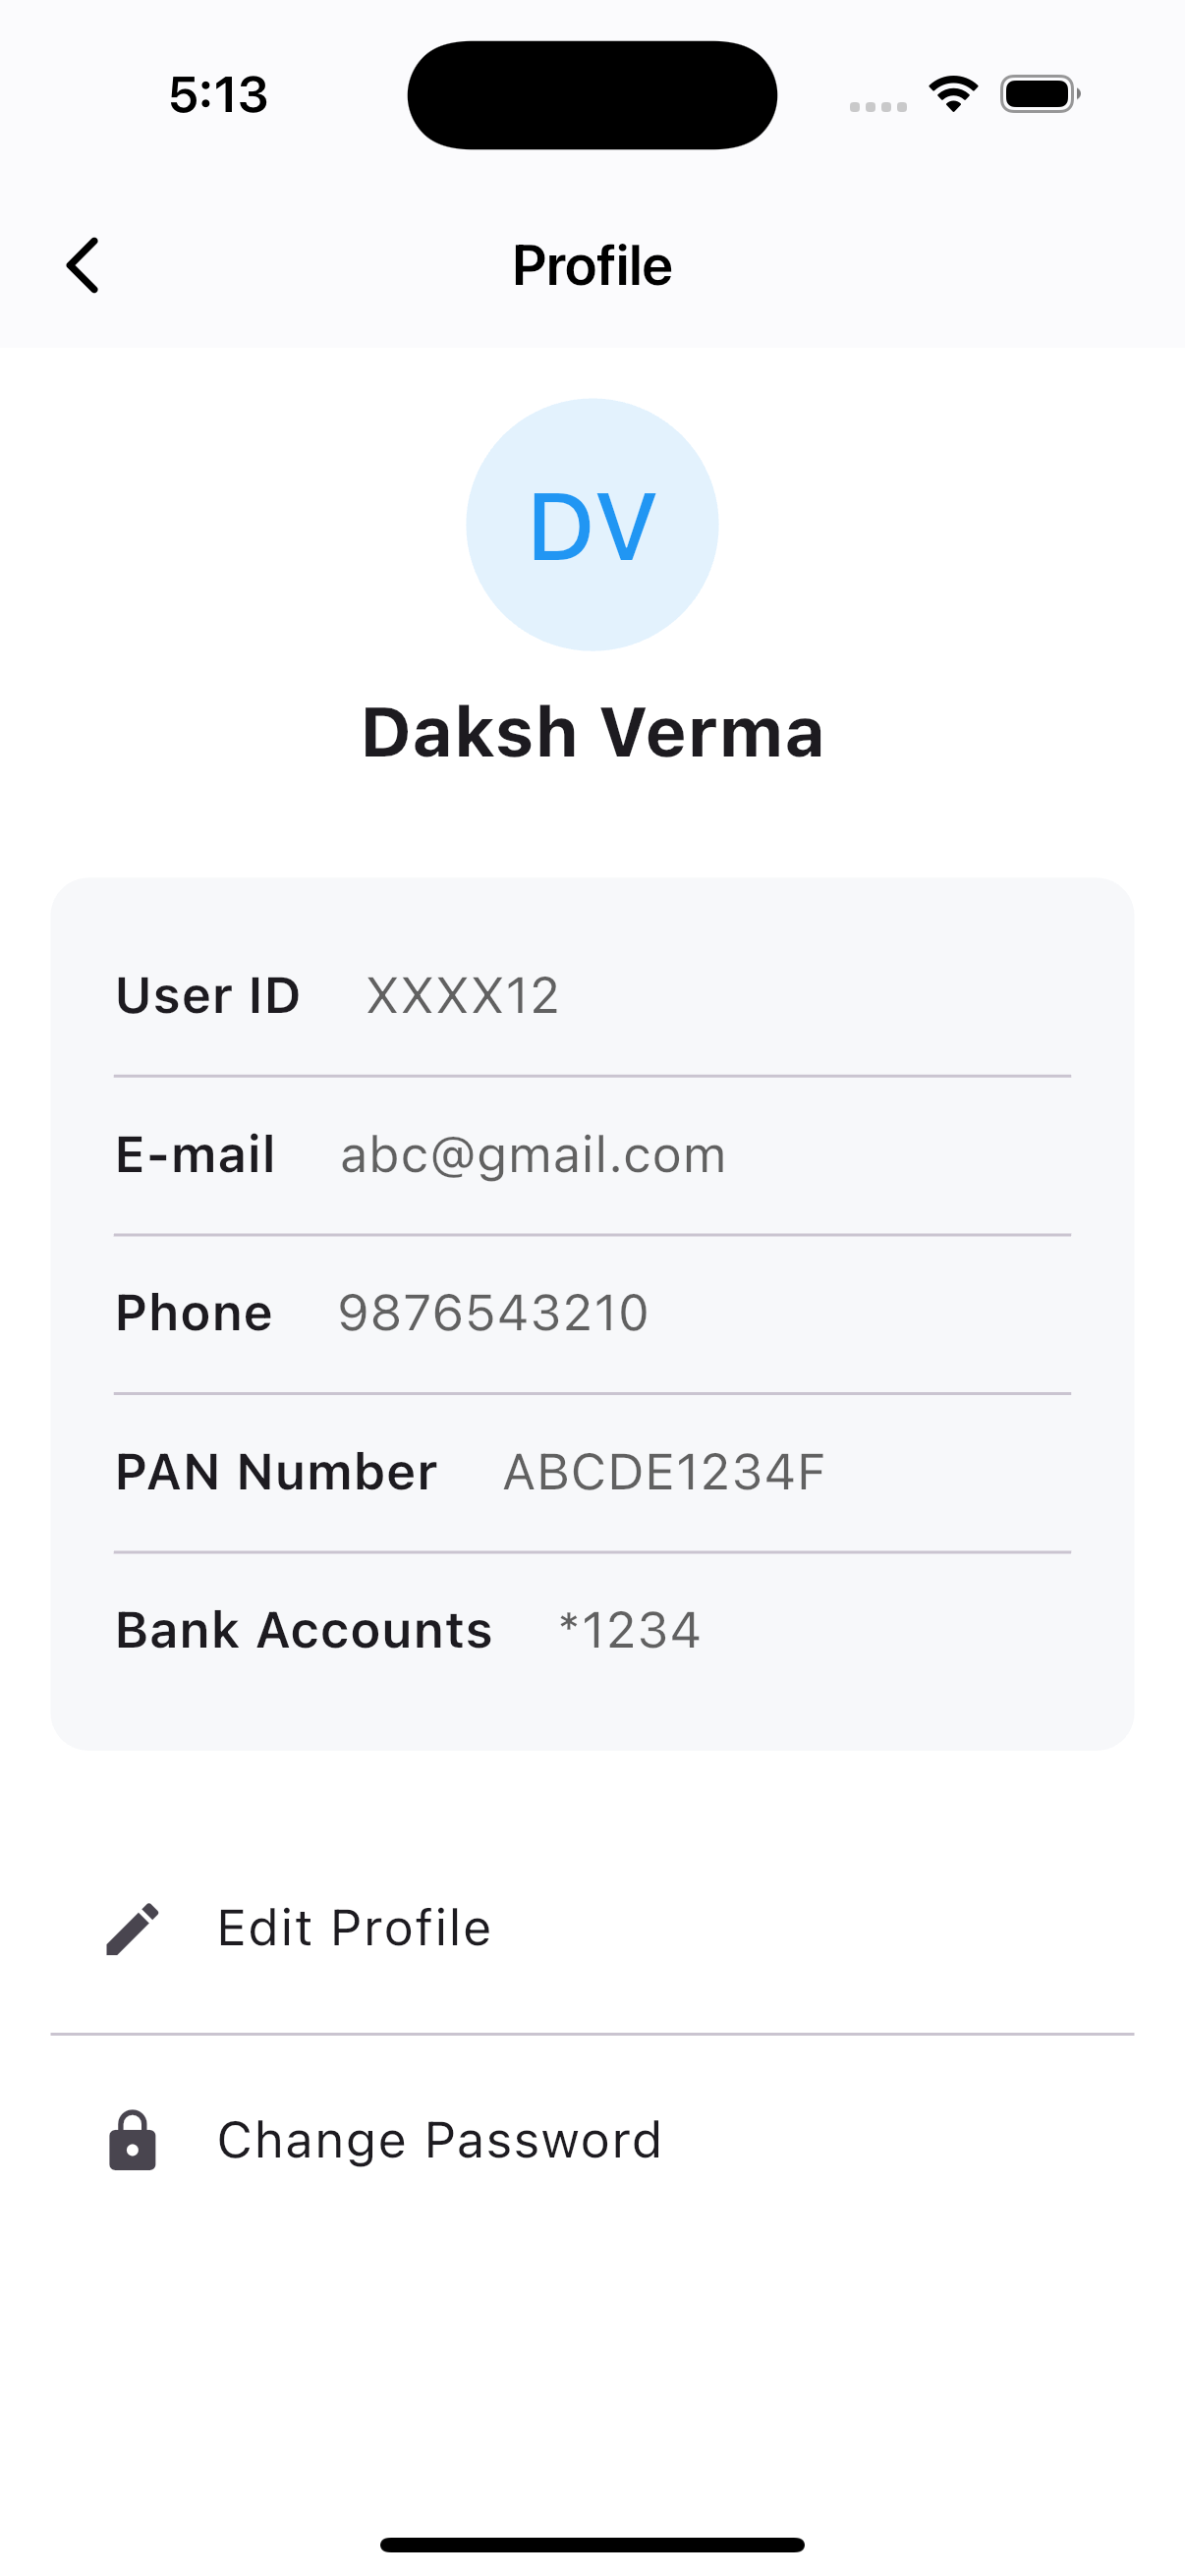 5:13
Profile
DV
Daksh Verma
User ID XXXX12
E-mail abc@gmail.com
Phone 9876543210
PAN Number ABCDE1234F
Bank Accounts *1234
Edit Profile
Change Password